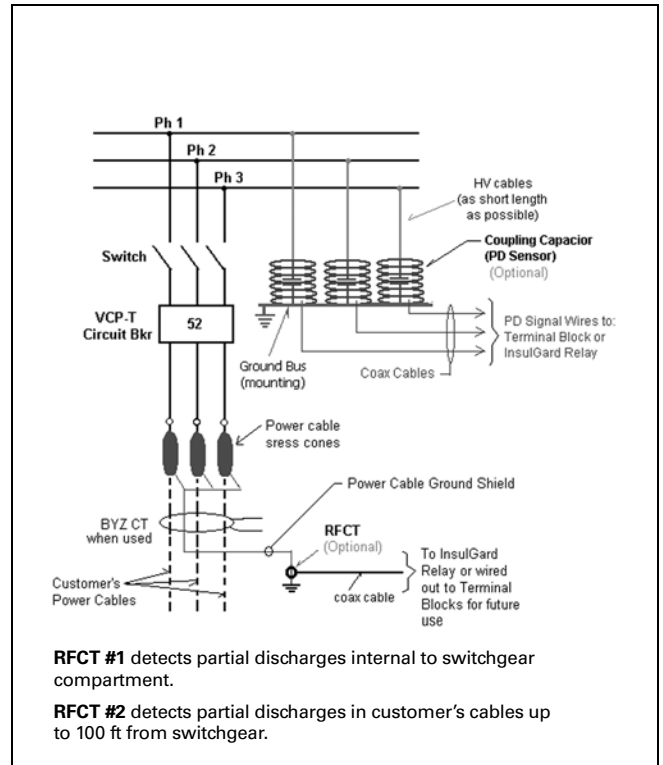 Ph 1
Ph 2
Ph 3
HV cables
(as short length
as possible)
Coupling Capacior
(PD Sensor)
(Optional)
Switch
VCP-T
Circuit Bkr
52
PD Signal Wires to:
Terminal Block or
InsulGard Relay
Ground Bus
(mounting)
Coax Cables
Power cable
sress cones
Power Cable Ground Shield
BYZ CT
when used
RFCT
(Optional)
To InsulGard
Relay or wired
out to Terminal
Blocks for future
use
coax cable
Customer's
Power Cables
RFCT #1 detects partial discharges internal to switchgear
compartment.
RFCT #2 detects partial discharges in customer’s cables up
to 100 ft from switchgear.